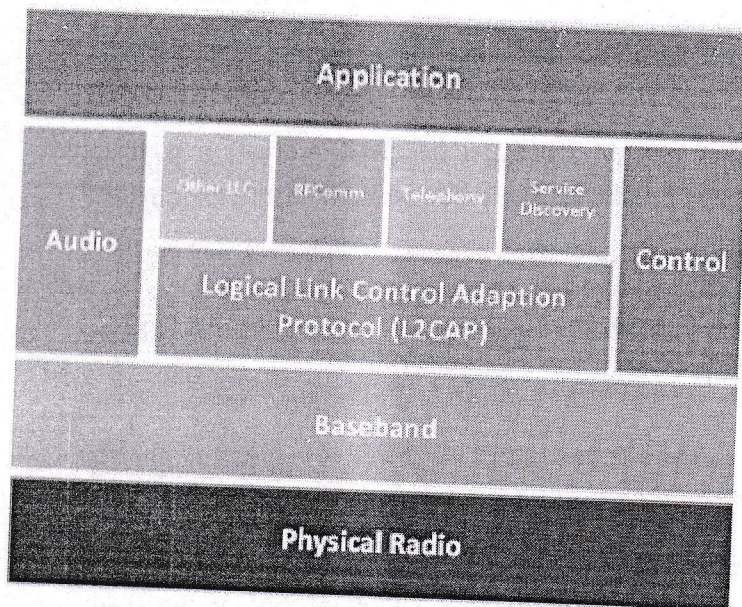 Application
Other LLC
RFComm
Telephony
Service
Discovery
Audio
Control
Logical Link Control Adaption
Protocol (L2CAP)
Baseband
Physical Radio